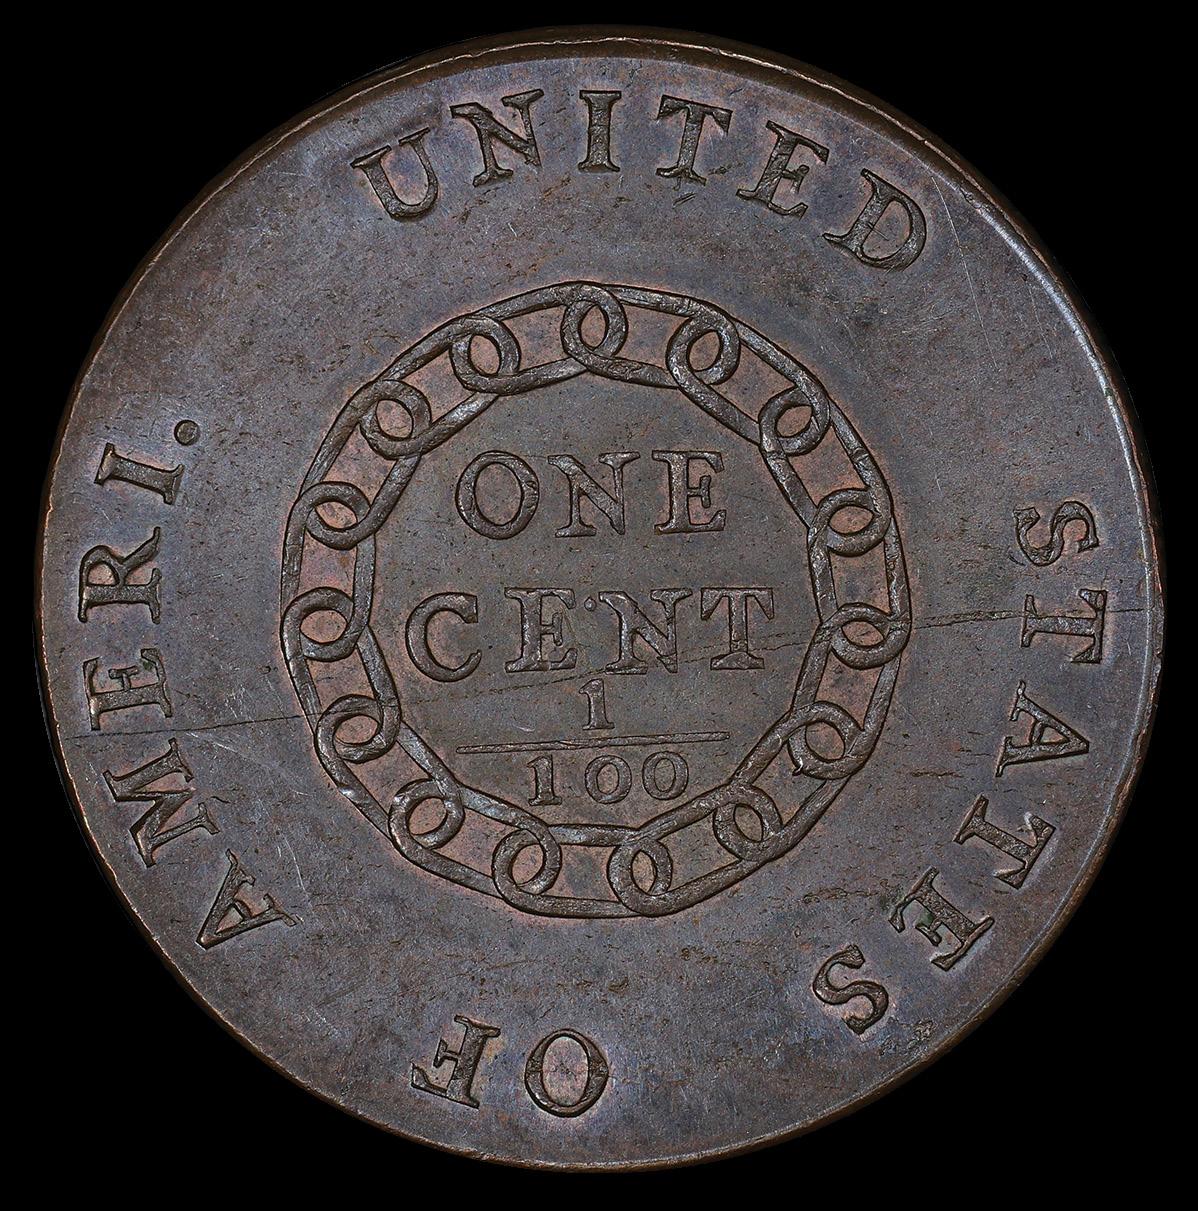 UNITED STATES OF AMERI.
ONE
CENT
1
100